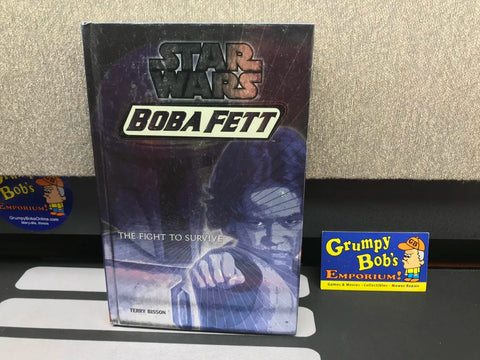 STAR
WARS
BOBA FETT
THE FIGHT TO SURVIVE
TERRY BISSON
Grumpy
Bob's
EMPORIUM!
GrumpyBobsOnline.com
Grumpy
Bob's
EMPORIUM!
Games & Movies - Collectibles - Mower Repair